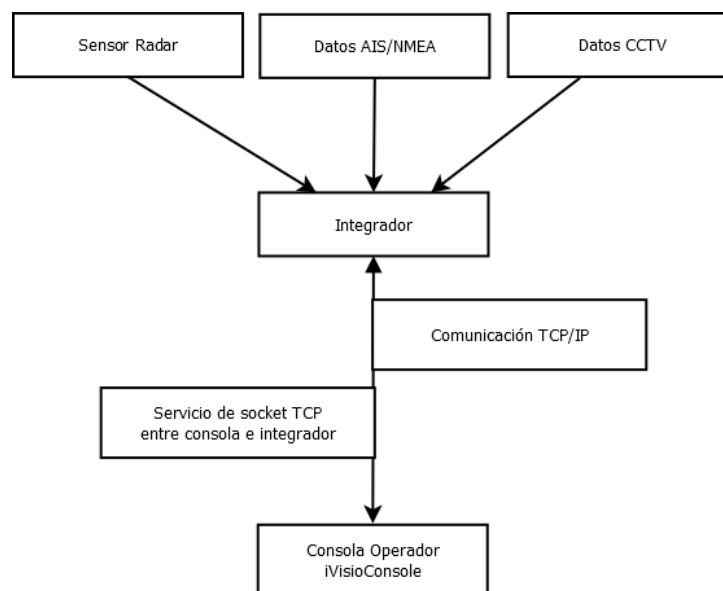 Sensor Radar
Datos AIS/NMEA
Datos CCTV
Integrador
Comunicación TCP/IP
Servicio de socket TCP
entre consola e integrador
Consola Operador
iVisioConsole